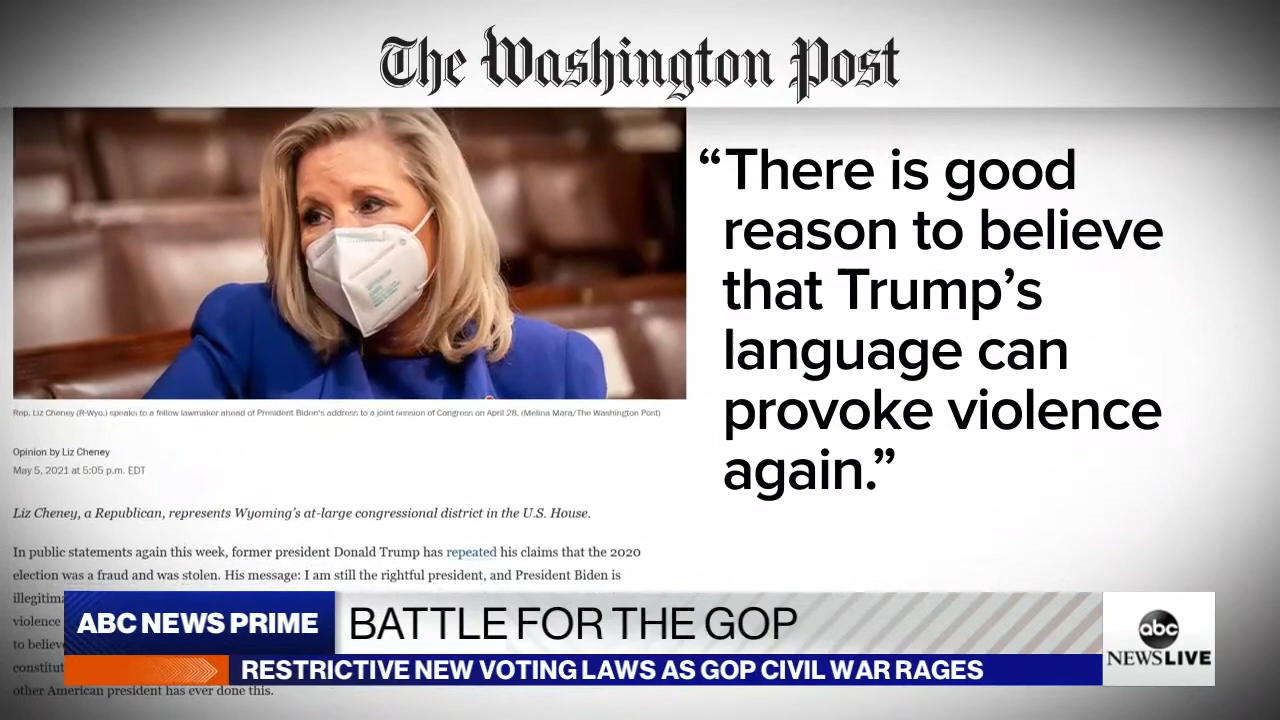 The Washington Post
“There is good
reason to believe
that Trump’s
language can
provoke violence
again.”
Rep. Liz Cheney (R-Wyo.) speaks to a fellow lawmaker ahead of President Biden's address to a joint session of Congress on April 28. (Melina Mara/The Washington Post)
Opinion by Liz Cheney
May 5, 2021 at 5:05 p.m. EDT
Liz Cheney, a Republican, represents Wyoming’s at-large congressional district in the U.S. House.
In public statements again this week, former president Donald Trump has repeated his claims that the 2020
election was a fraud and was stolen. His message: I am still the rightful president, and President Biden is
violence
other American president has ever done this.
ABC NEWS PRIME
BATTLE FOR THE GOP
RESTRICTIVE NEW VOTING LAWS AS GOP CIVIL WAR RAGES
abc
NEWSLIVE